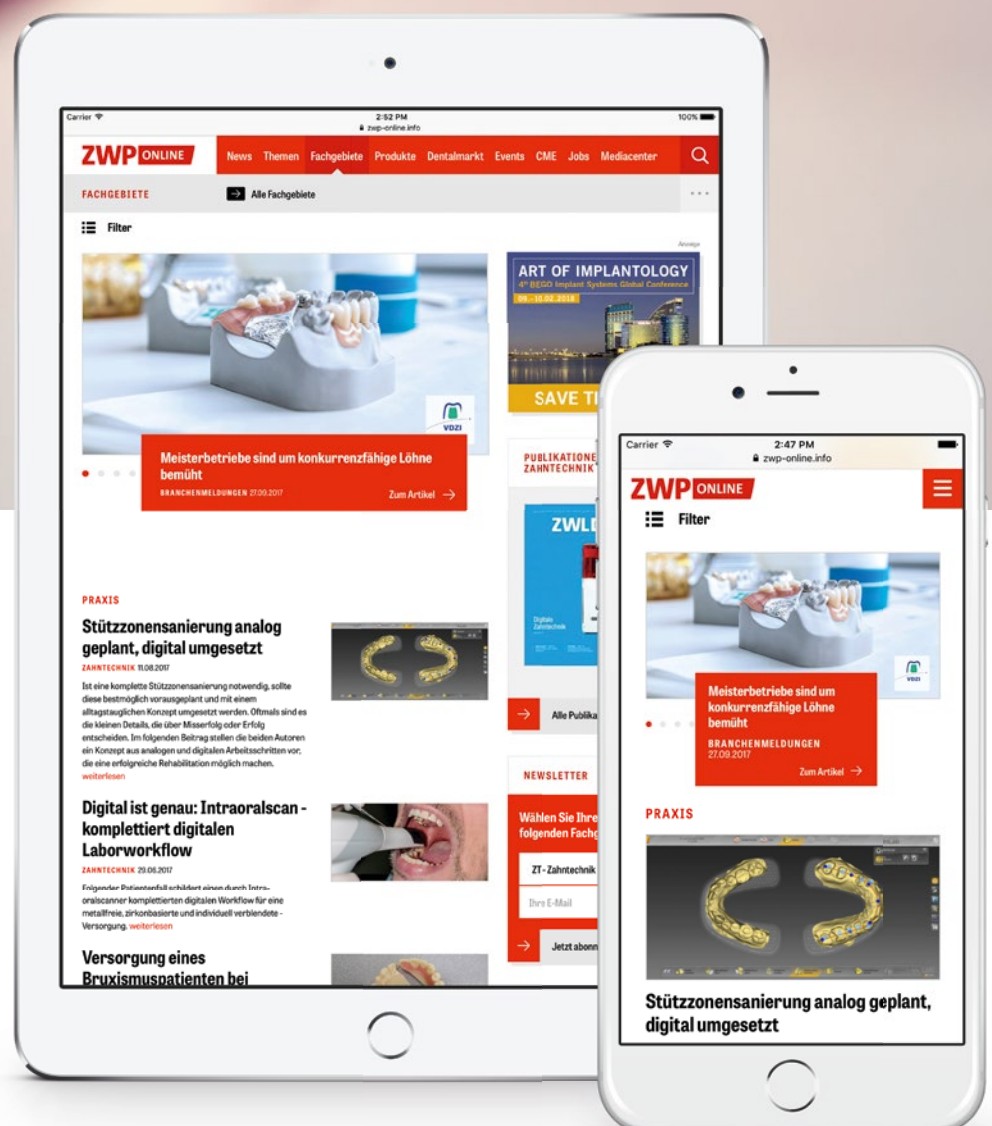 Carrier
2:52 PM
100%
zwp-online.info
ZWP ONLINE
News Themen Fachgebiete Produkte Dentalmarkt Events CME Jobs Mediacenter
FACHGEBIETE
Alle Fachgebiete
Filter
VDZI
Meisterbetriebe sind um konkurrenzfähige Löhne
bemüht
BRANCHENMELDUNGEN 27.09.2017
Zum Artikel
PRAXIS
Stützzonensanierung analog
geplant, digital umgesetzt
ZAHNTECHNIK 11.08.2017
Ist eine komplette Stützzonensanierung notwendig, sollte
diese bestmöglich vorausgeplant und mit einem
alltagstauglichen Konzept umgesetzt werden. Oftmals sind es
die kleinen Details, die über Misserfolg oder Erfolg
entscheiden. Im folgenden Beitrag stellen die beiden Autoren
ein Konzept aus analogen und digitalen Arbeitsschritten vor,
die eine erfolgreiche Rehabilitation möglich machen.
weiterlesen
Digital ist genau: Intraoralscan -
komplettiert digitalen
Laborworkflow
ZAHNTECHNIK 29.06.2017
Folgender Patientenfall schildert einen durch Intra-
oralscanner komplettierten digitalen Workflow für eine
metallfreie, zirkonbasierte und individuell verblendete -
Versorgung. weiterlesen
Versorgung eines
Bruxismuspatienten bei
Anzeige
ART OF IMPLANTOLOGY
4th BEGO Implant Systems Global Conference
09.-10.02.2018
SAVE T
PUBLIKATIONE
ZAHNTECHNIK
ZWL
Digitale
Zahntechnik
Alle Publika
NEWSLETTER
Wählen Sie Ihre
folgenden Fachg
ZT - Zahntechnik
Ihre E-Mail
Jetzt abonn
Carrier
2:47 PM
zwp-online.info
ZWP ONLINE
Filter
VDZI
Meisterbetriebe sind um
konkurrenzfähige Löhne
bemüht
BRANCHENMELDUNGEN
27.09.2017
Zum Artikel
PRAXIS
Stützzonensanierung analog geplant,
digital umgesetzt